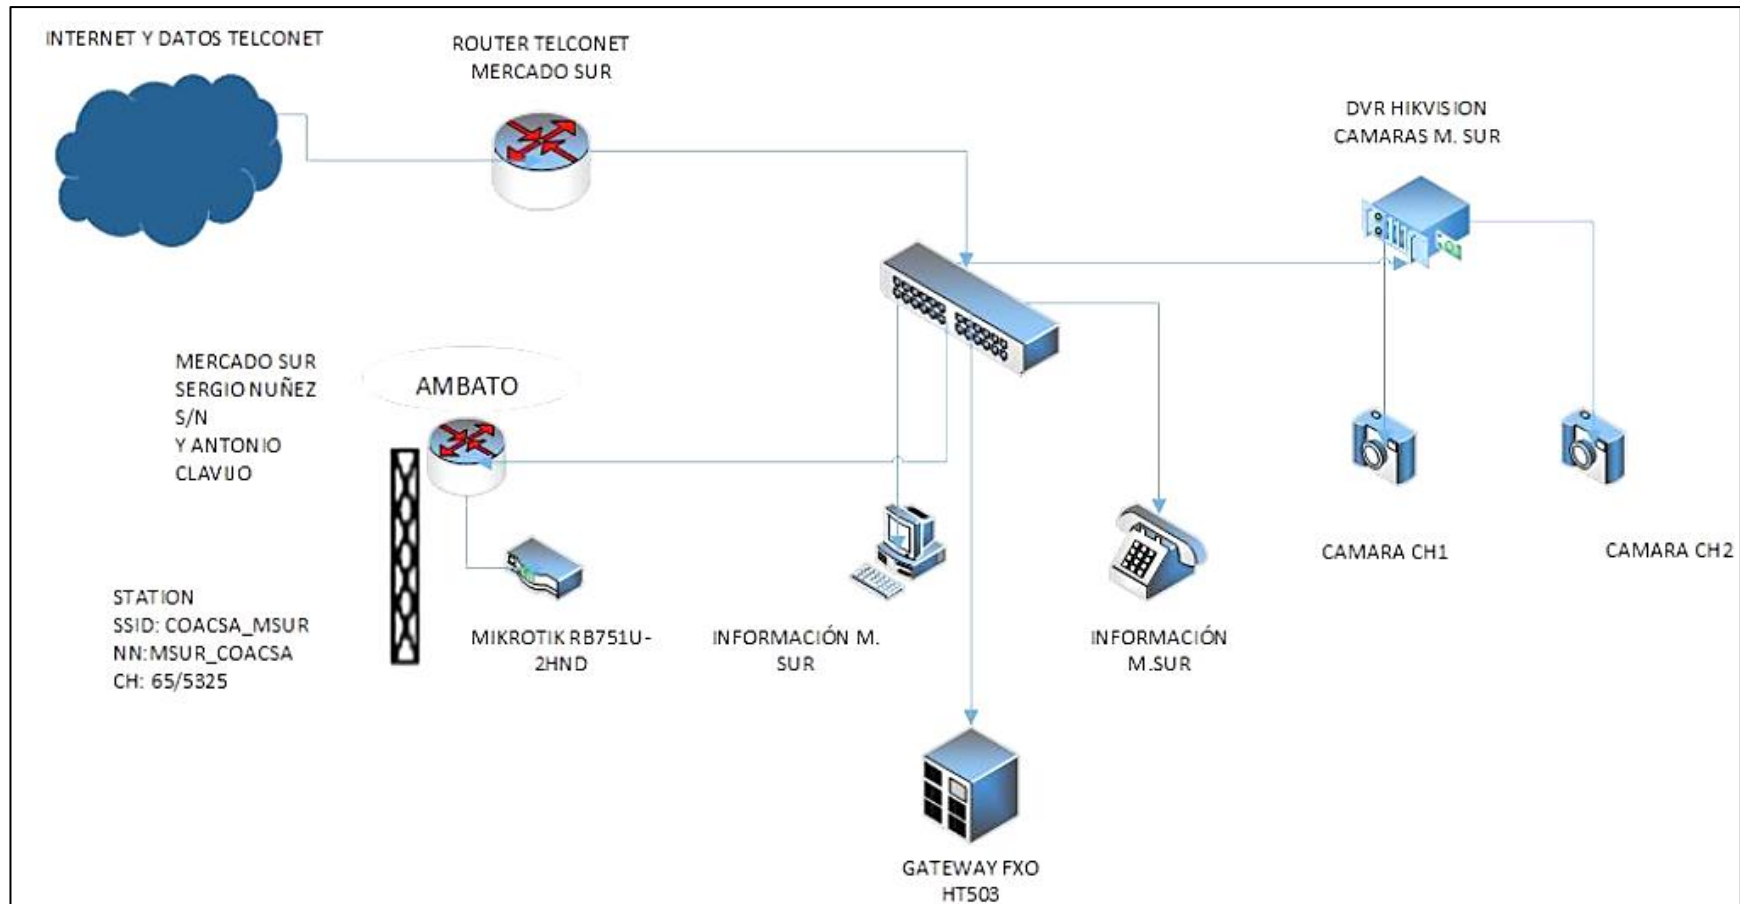 INTERNET Y DATOS TELCONET
ROUTER TELCONET
MERCADO SUR
DVR HIKVISION
CAMARAS M. SUR
MERCADO SUR
SERGIO NUÑEZ
S/N
Y ANTONIO
CLAVIJO
AMBATO
STATION
SSID: COACSA_MSUR
NN:MSUR_COACSA
CH: 65/5325
MIKROTIK RB751U-
2HND
INFORMACIÓN M.
SUR
INFORMACIÓN
M.SUR
CAMARA CH1
CAMARA CH2
GATEWAY FXO
HT503